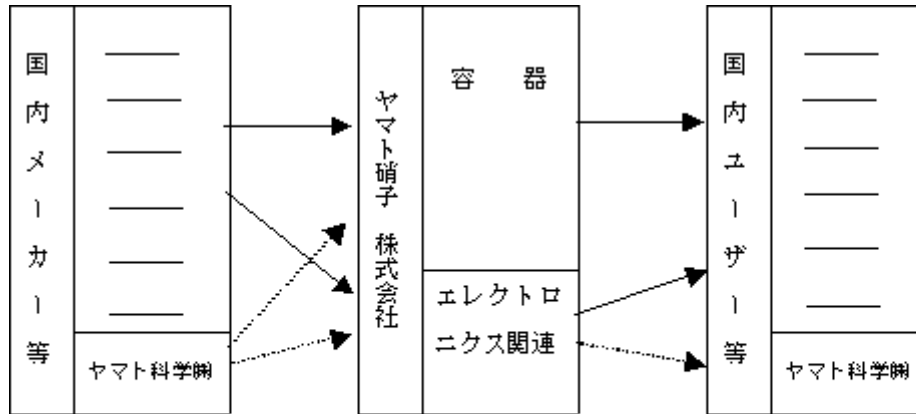 国内メーカー等
ヤマト科学㈱
ヤマト硝子 株式会社
容 器
エレクトロ
ニクス関連
国内ユーザー等
ヤマト科学㈱